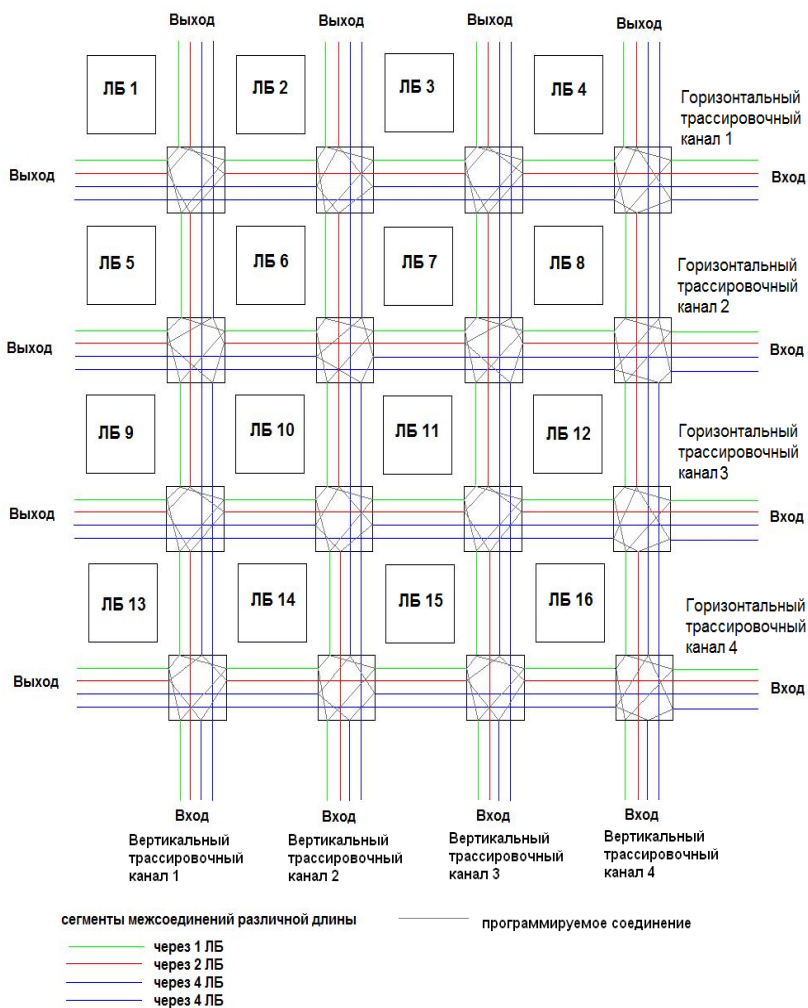 Выход
Выход
Выход
Выход
ЛБ 1
ЛБ 2
ЛБ 3
ЛБ 4
Горизонтальный
трассировочный
канал 1
Выход
Вход
ЛБ 5
ЛБ 6
ЛБ 7
ЛБ 8
Горизонтальный
трассировочный
канал 2
Выход
Вход
ЛБ 9
ЛБ 10
ЛБ 11
ЛБ 12
Горизонтальный
трассировочный
канал 3
Выход
Вход
ЛБ 13
ЛБ 14
ЛБ 15
ЛБ 16
Горизонтальный
трассировочный
канал 4
Выход
Вход
Вход
Вход
Вход
Вход
Вертикальный
трассировочный
канал 1
Вертикальный
трассировочный
канал 2
Вертикальный
трассировочный
канал 3
Вертикальный
трассировочный
канал 4
сегменты межсоединений различной длины
программируемое соединение
через 1 ЛБ
через 2 ЛБ
через 4 ЛБ
через 4 ЛБ